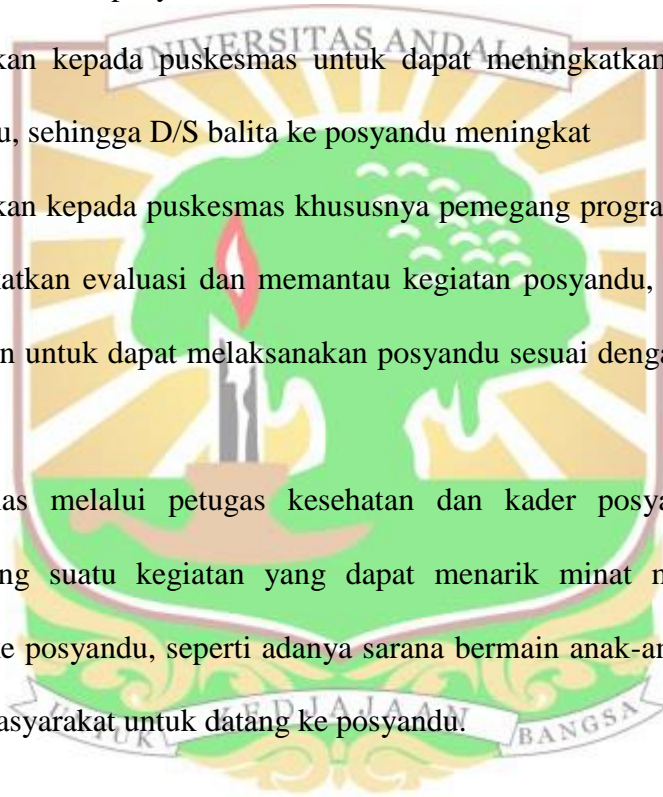 UNIVERSITAS ANDALAS
kan kepada puskesmas untuk dapat meningkatkan
u, sehingga D/S balita ke posyandu meningkat
kan kepada puskesmas khususnya pemegang progra
katkan evaluasi dan memantau kegiatan posyandu,
n untuk dapat melaksanakan posyandu sesuai denga
as melalui petugas kesehatan dan kader posya
ng suatu kegiatan yang dapat menarik minat m
ke posyandu, seperti adanya sarana bermain anak-an
asyarakat untuk datang ke posyandu.
UNTUK KEDJAJAAN BANGSA